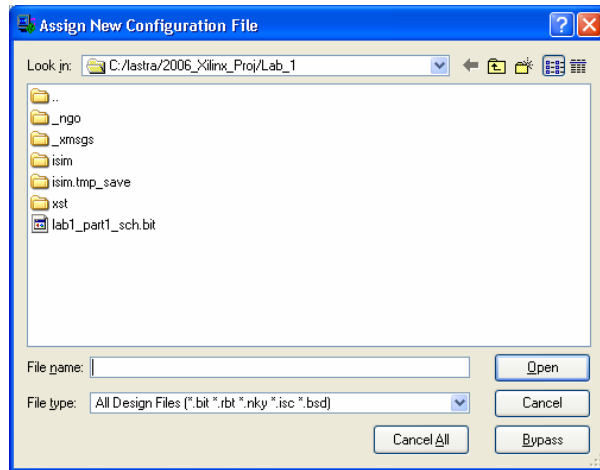 Assign New Configuration File
Look in: C:/lastra/2006_Xilinx_Proj/Lab_1
..
_ngo
_xmsgs
isim
isim.tmp_save
xst
lab1_part1_sch.bit
File name: Open
File type: All Design Files (*.bit *.rbt *.nky *.isc *.bsd) Cancel
Cancel All Bypass